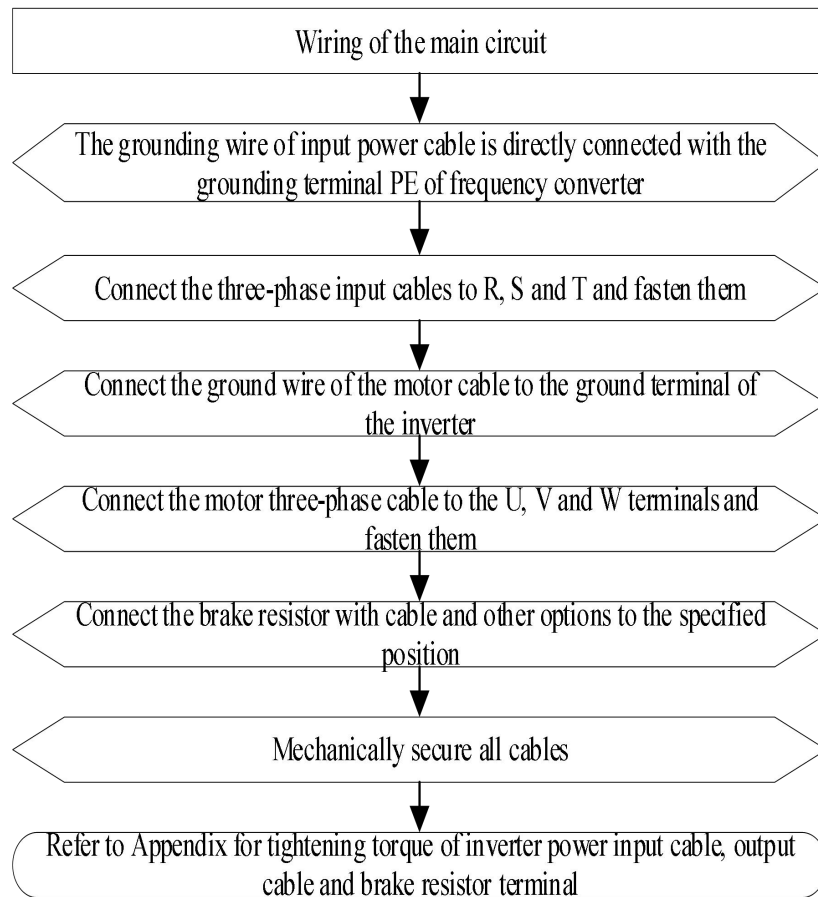 Wiring of the main circuit
The grounding wire of input power cable is directly connected with the
grounding terminal PE of frequency converter
Connect the three-phase input cables to R, S and T and fasten them
Connect the ground wire of the motor cable to the ground terminal of
the inverter
Connect the motor three-phase cable to the U, V and W terminals and
fasten them
Connect the brake resistor with cable and other options to the specified
position
Mechanically secure all cables
Refer to Appendix for tightening torque of inverter power input cable, output
cable and brake resistor terminal